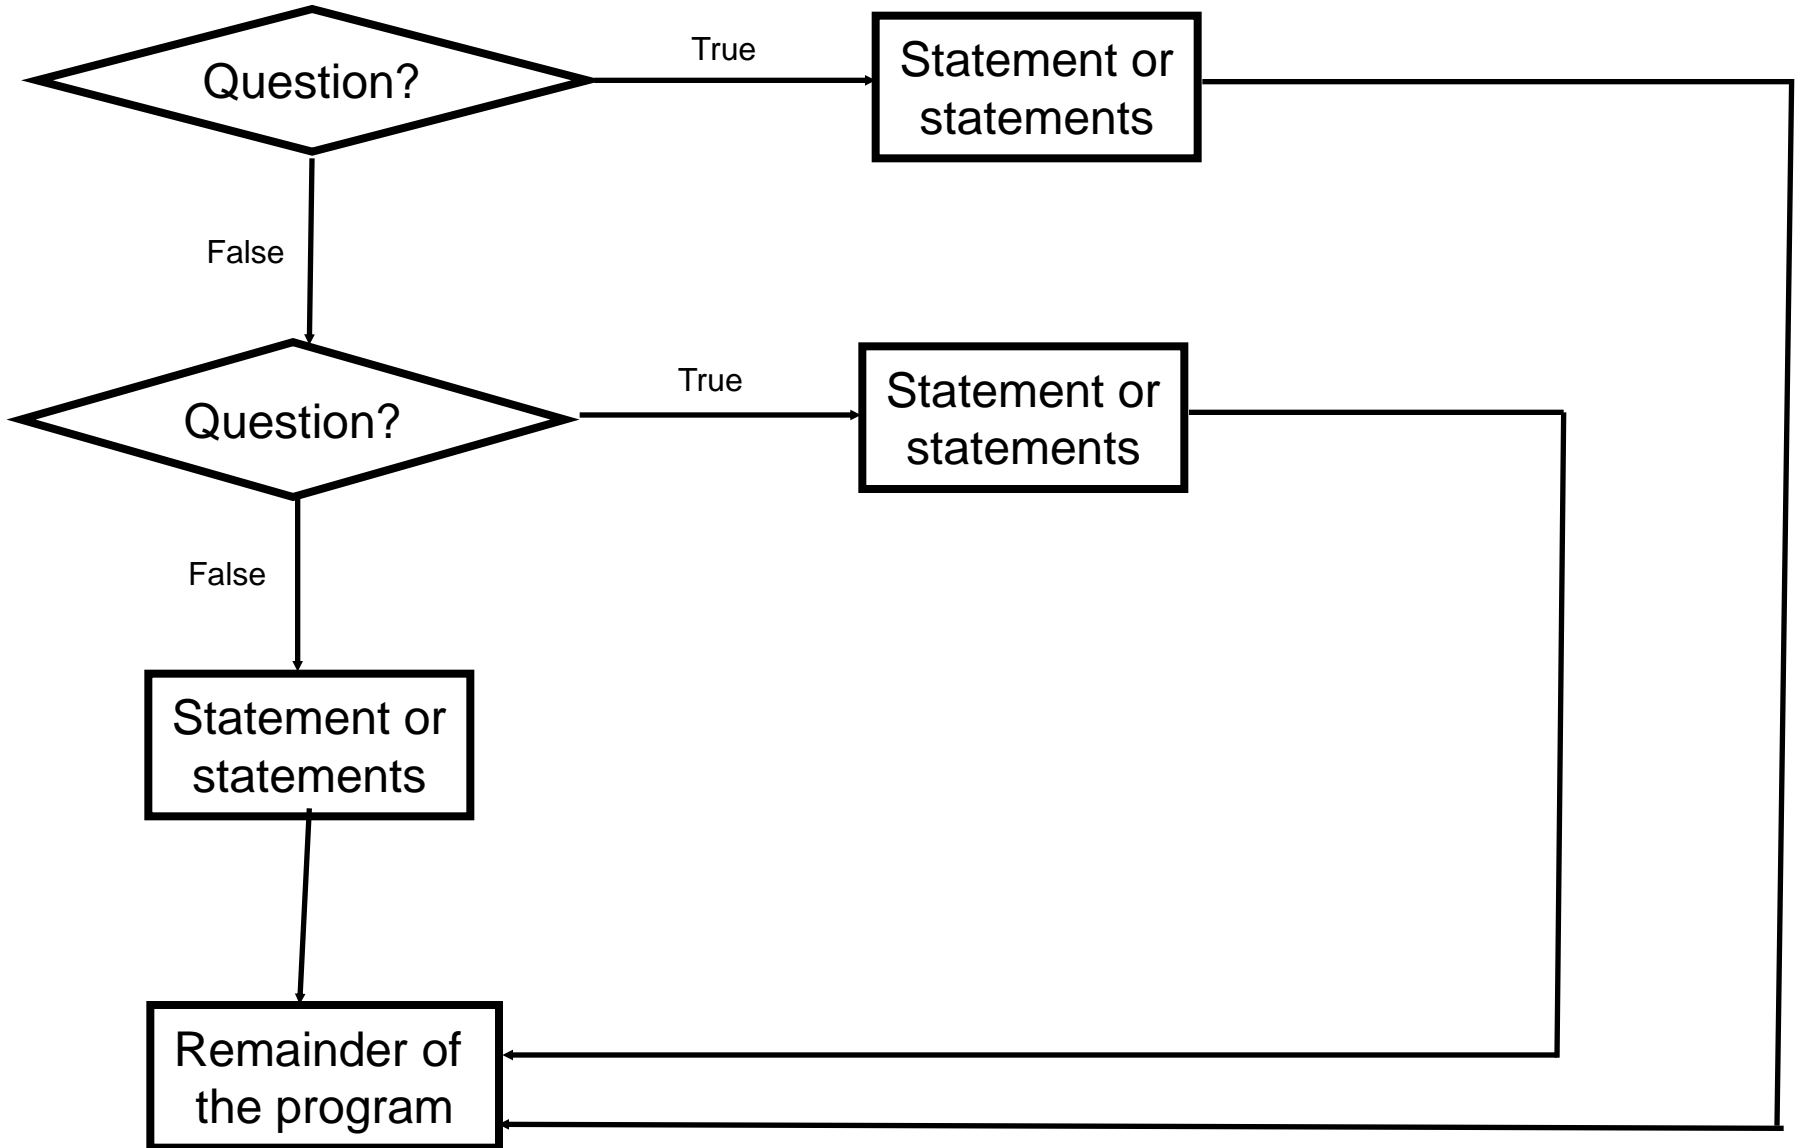 Question?
True
Statement or
statements
False
Question?
True
Statement or
statements
False
Statement or
statements
Remainder of
the program